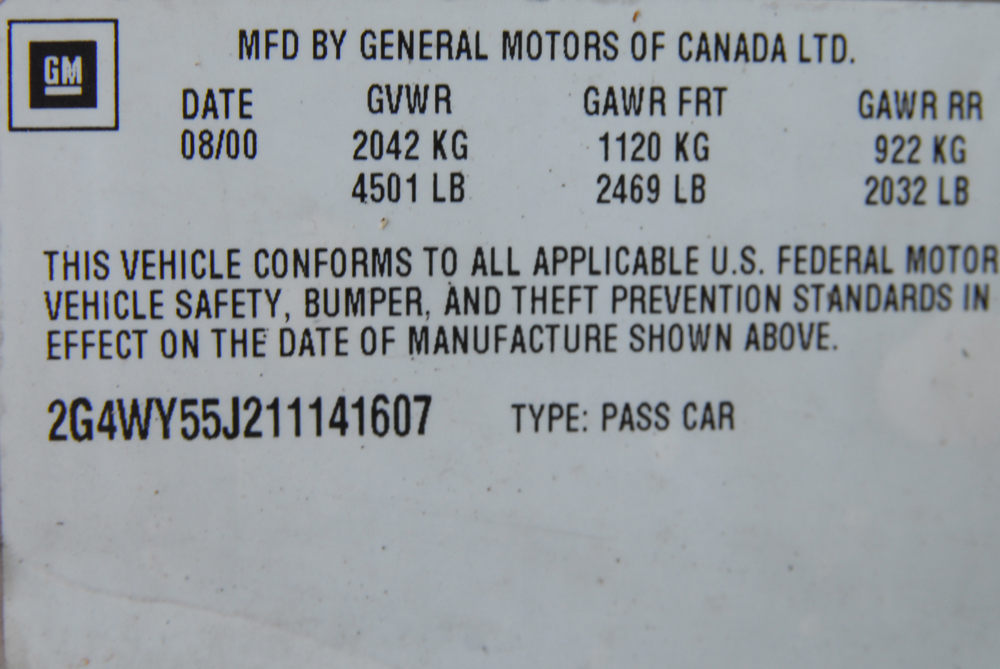 GM
MFD BY GENERAL MOTORS OF CANADA LTD.
DATE GVWR GAWR FRT GAWR RR
08/00 2042 KG 1120 KG 922 KG
4501 LB 2469 LB 2032 LB
THIS VEHICLE CONFORMS TO ALL APPLICABLE U.S. FEDERAL MOTOR
VEHICLE SAFETY, BUMPER, AND THEFT PREVENTION STANDARDS IN
EFFECT ON THE DATE OF MANUFACTURE SHOWN ABOVE.
2G4WY55J211141607 TYPE: PASS CAR